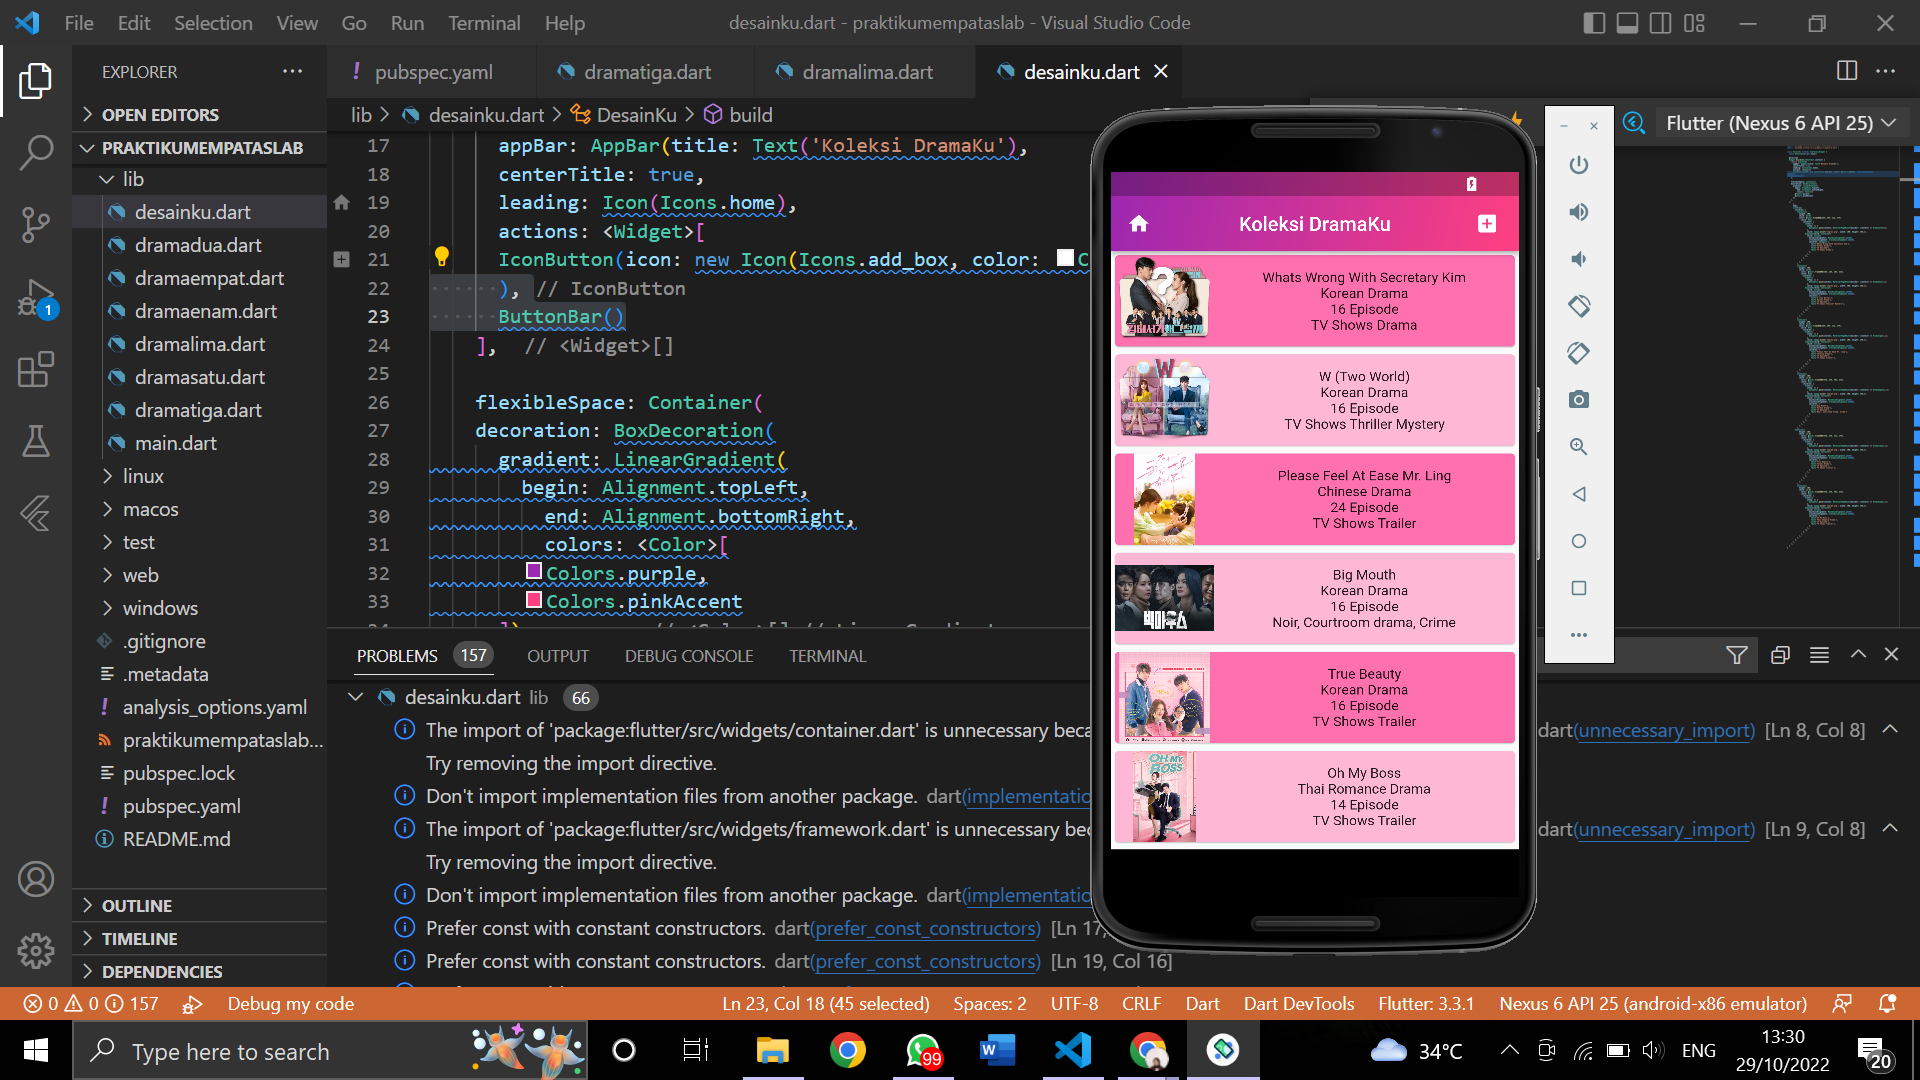 File Edit Selection View Go Run Terminal Help
desainku.dart - praktikumempataslab - Visual Studio Code
EXPLORER
OPEN EDITORS
PRAKTIKUMEMPATASLAB
lib
desainku.dart
dramadua.dart
dramaempat.dart
dramaenam.dart
dramalima.dart
dramasatu.dart
dramatiga.dart
main.dart
linux
macos
test
web
windows
.gitignore
.metadata
analysis_options.yaml
praktikumempataslab...
pubspec.lock
pubspec.yaml
README.md
OUTLINE
TIMELINE
DEPENDENCIES
1
pubspec.yaml dramatiga.dart dramalima.dart desainku.dart
lib > desainku.dart > DesainKu > build
17 appBar: AppBar(title: Text('Koleksi DramaKu'),
18 centerTitle: true,
19 leading: Icon(Icons.home),
20 actions: <Widget>[
21 IconButton(icon: new Icon(Icons.add_box, color: C
22 ), // IconButton
23 ButtonBar()
24 ], // <Widget>[]
25
26 flexibleSpace: Container(
27 decoration: BoxDecoration(
28 gradient: LinearGradient(
29 begin: Alignment.topLeft,
30 end: Alignment.bottomRight,
31 colors: <Color>[
32 Colors.purple,
33 Colors.pinkAccent
Flutter (Nexus 6 API 25)
Koleksi DramaKu
Whats Wrong With Secretary Kim
Korean Drama
16 Episode
TV Shows Drama
W
W (Two World)
Korean Drama
16 Episode
TV Shows Thriller Mystery
Please Feel At Ease Mr. Ling
Chinese Drama
24 Episode
TV Shows Trailer
빅마우스
Big Mouth
Korean Drama
16 Episode
Noir, Courtroom drama, Crime
True Beauty
Korean Drama
16 Episode
TV Shows Trailer
OH MY BOSS
Oh My Boss
Thai Romance Drama
14 Episode
TV Shows Trailer
PROBLEMS 157 OUTPUT DEBUG CONSOLE TERMINAL
desainku.dart lib 66
The import of 'package:flutter/src/widgets/container.dart' is unnecessary beca dart(unnecessary_import) [Ln 8, Col 8]
Try removing the import directive.
Don't import implementation files from another package. dart(implementatio
The import of 'package:flutter/src/widgets/framework.dart' is unnecessary bec dart(unnecessary_import) [Ln 9, Col 8]
Try removing the import directive.
Don't import implementation files from another package. dart(implementatio
Prefer const with constant constructors. dart(prefer_const_constructors) [Ln 17,
Prefer const with constant constructors. dart(prefer_const_constructors) [Ln 19, Col 16]
0 0 157 Debug my code Ln 23, Col 18 (45 selected) Spaces: 2 UTF-8 CRLF Dart Dart DevTools Flutter: 3.3.1 Nexus 6 API 25 (android-x86 emulator)
Type here to search 99 34°C ENG 13:30
29/10/2022
20